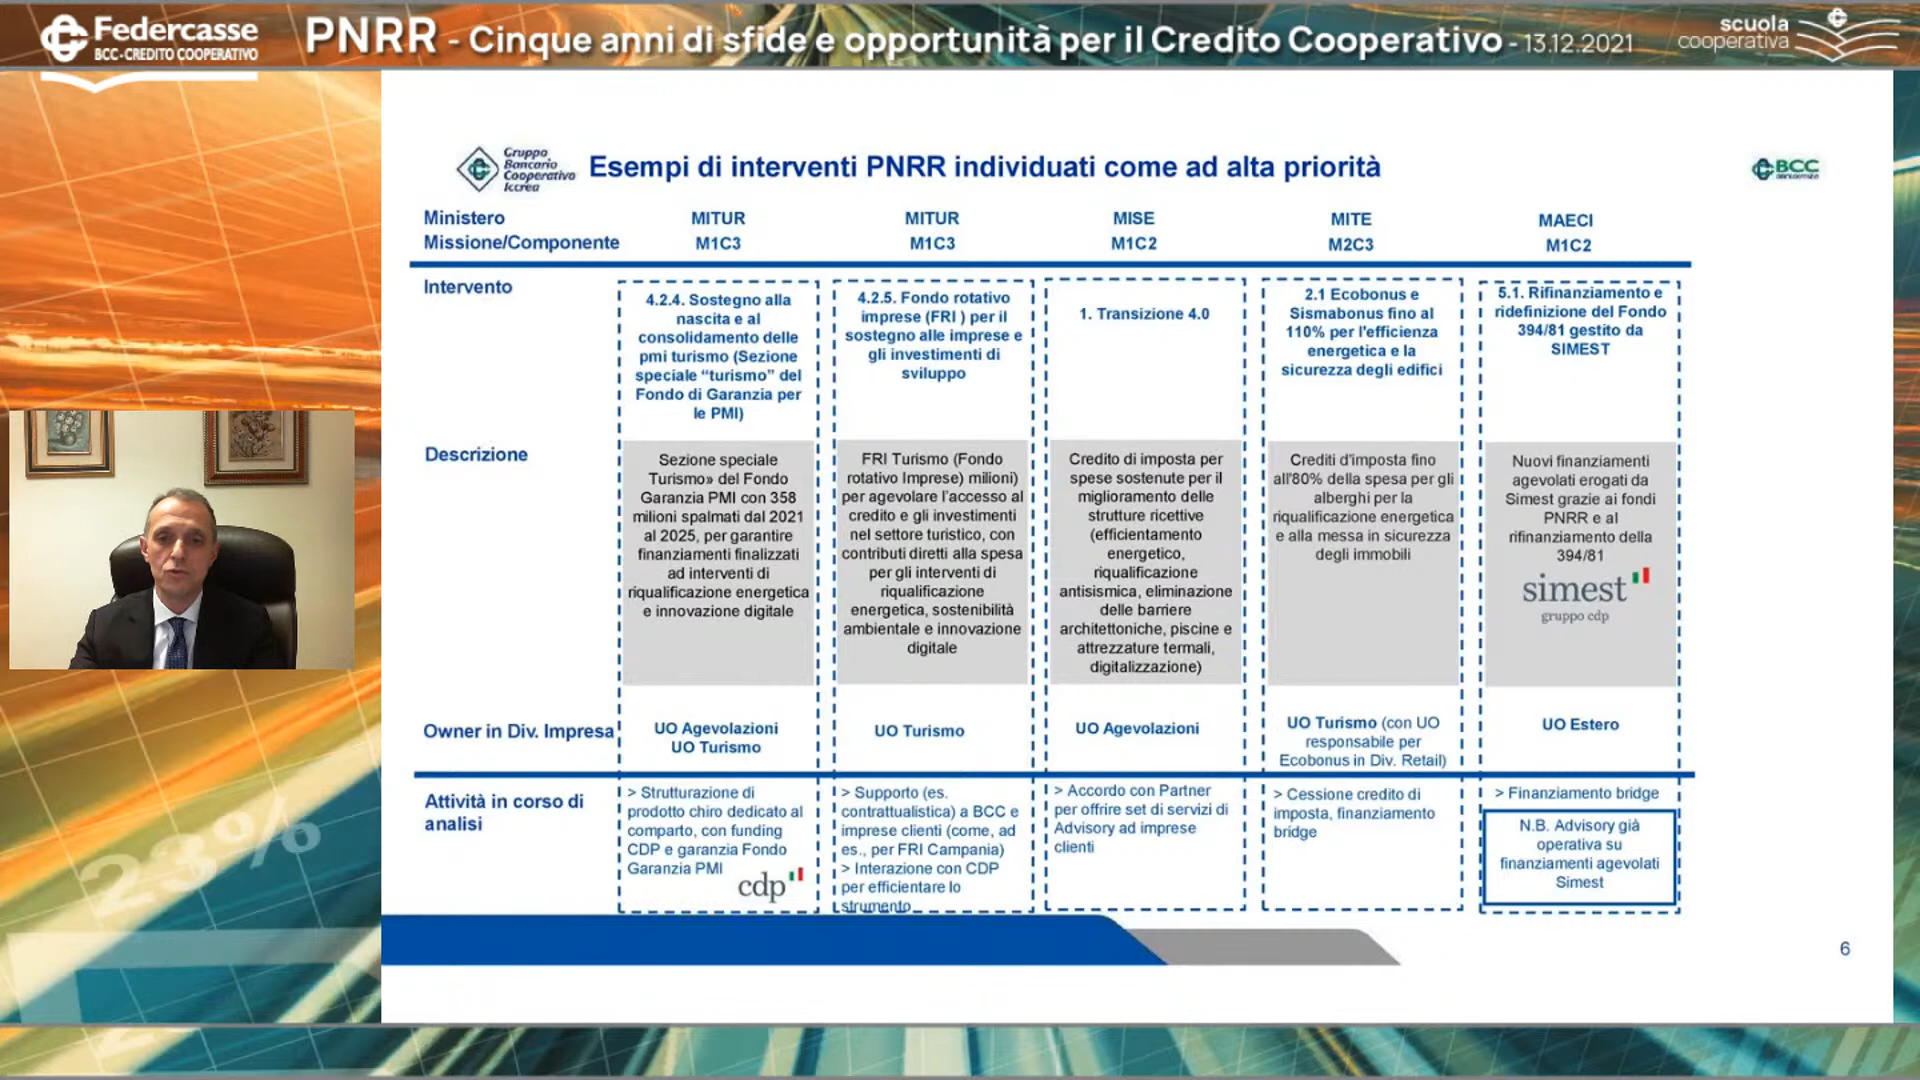 Federcasse
BCC-CREDITO COOPERATIVO
PNRR - Cinque anni di sfide e opportunità per il Credito Cooperativo - 13.12.2021
scuola
cooperativa
Gruppo
Bancario
Cooperativo
Iccrea
Esempi di interventi PNRR individuati come ad alta priorità
BCC
Ministero
Missione/Componente
MITUR
M1C3
MITUR
M1C3
MISE
M1C2
MITE
M2C3
MAECI
M1C2
Intervento
4.2.4. Sostegno alla
nascita e al
consolidamento delle
pmi turismo (Sezione
speciale “turismo” del
Fondo di Garanzia per
le PMI)
4.2.5. Fondo rotativo
imprese (FRI ) per il
sostegno alle imprese e
gli investimenti di
sviluppo
1. Transizione 4.0
2.1 Ecobonus e
Sismabonus fino al
110% per l'efficienza
energetica e la
sicurezza degli edifici
5.1. Rifinanziamento e
ridefinizione del Fondo
394/81 gestito da
SIMEST
Descrizione
Sezione speciale
Turismo» del Fondo
Garanzia PMI con 358
milioni spalmati dal 2021
al 2025, per garantire
finanziamenti finalizzati
ad interventi di
riqualificazione energetica
e innovazione digitale
FRI Turismo (Fondo
rotativo Imprese) milioni)
per agevolare l’accesso al
credito e gli investimenti
nel settore turistico, con
contributi diretti alla spesa
per gli interventi di
riqualificazione
energetica, sostenibilità
ambientale e innovazione
digitale
Credito di imposta per
spese sostenute per il
miglioramento delle
strutture ricettive
(efficientamento
energetico,
riqualificazione
antisismica, eliminazione
delle barriere
architettoniche, piscine e
attrezzature termali,
digitalizzazione)
Crediti d'imposta fino
all'80% della spesa per gli
alberghi per la
riqualificazione energetica
e alla messa in sicurezza
degli immobili
Nuovi finanziamenti
agevolati erogati da
Simest grazie ai fondi
PNRR e al
rifinanziamento della
394/81
simest
gruppo cdp
Owner in Div. Impresa
UO Agevolazioni
UO Turismo
UO Turismo
UO Agevolazioni
UO Turismo (con UO
responsabile per
Ecobonus in Div. Retail)
UO Estero
Attività in corso di
analisi
> Strutturazione di
prodotto chiro dedicato al
comparto, con funding
CDP e garanzia Fondo
Garanzia PMI
cdp
> Supporto (es.
contrattualistica) a BCC e
imprese clienti (come, ad
es., per FRI Campania)
> Interazione con CDP
per efficientare lo
strumento
> Accordo con Partner
per offrire set di servizi di
Advisory ad imprese
clienti
> Cessione credito di
imposta, finanziamento
bridge
> Finanziamento bridge
N.B. Advisory già
operativa su
finanziamenti agevolati
Simest
23%
6